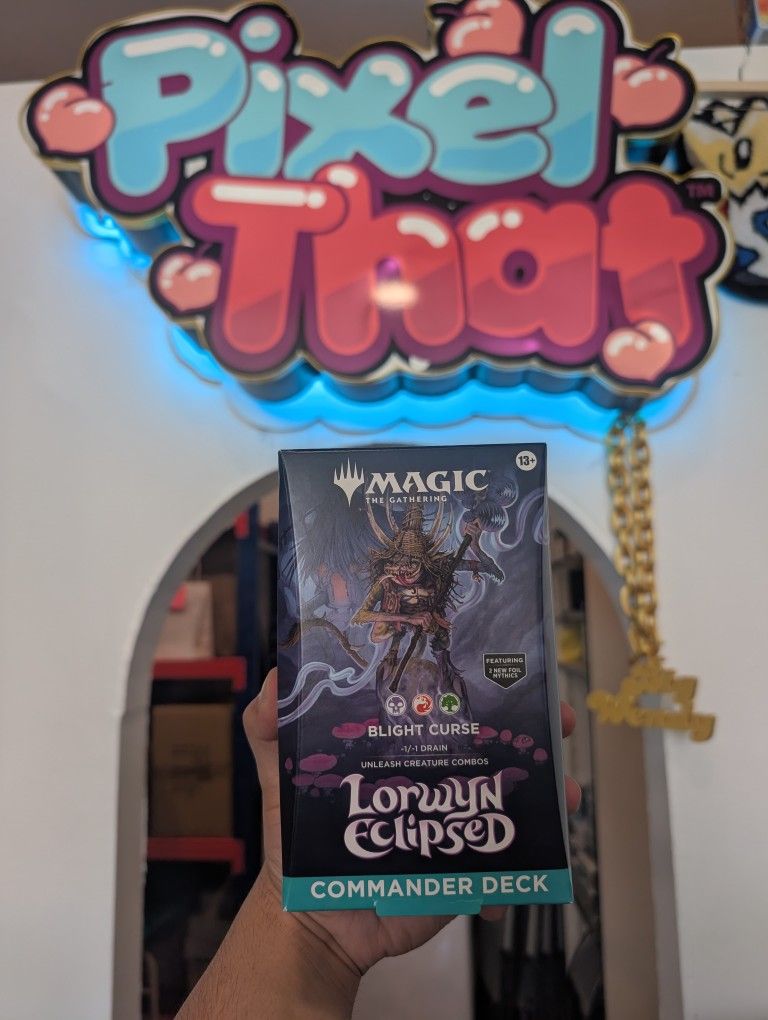 Pixel
That™
MAGIC
THE GATHERING
13+
FEATURING
2 NEW FOIL
MYTHICS
BLIGHT CURSE
-1/-1 DRAIN
UNLEASH CREATURE COMBOS
Lorwyn
Eclipsed
COMMANDER DECK